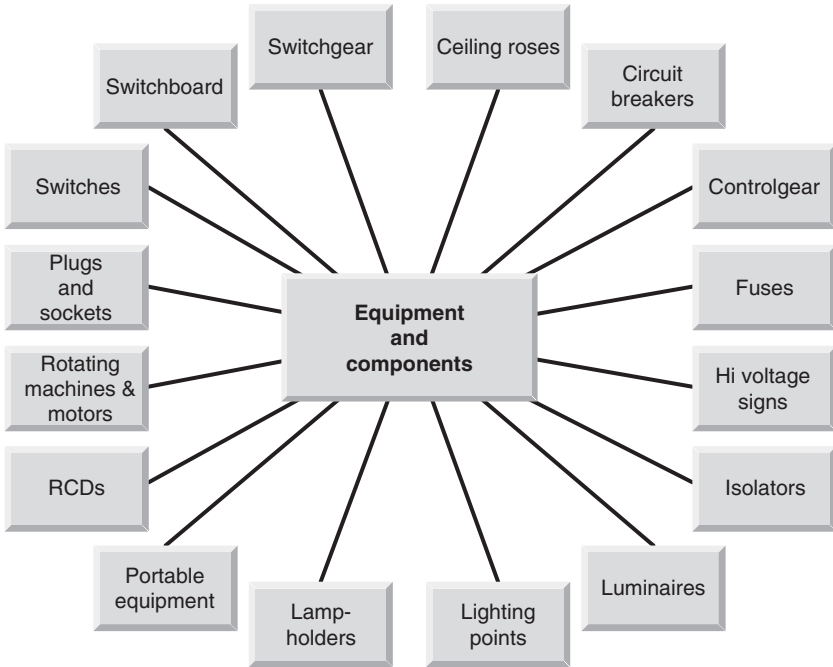 Switchgear
Ceiling roses
Switchboard
Circuit
breakers
Switches
Controlgear
Plugs
and
sockets
Fuses
Equipment
and
components
Rotating
machines &
motors
Hi voltage
signs
RCDs
Isolators
Portable
equipment
Luminaires
Lamp-
holders
Lighting
points